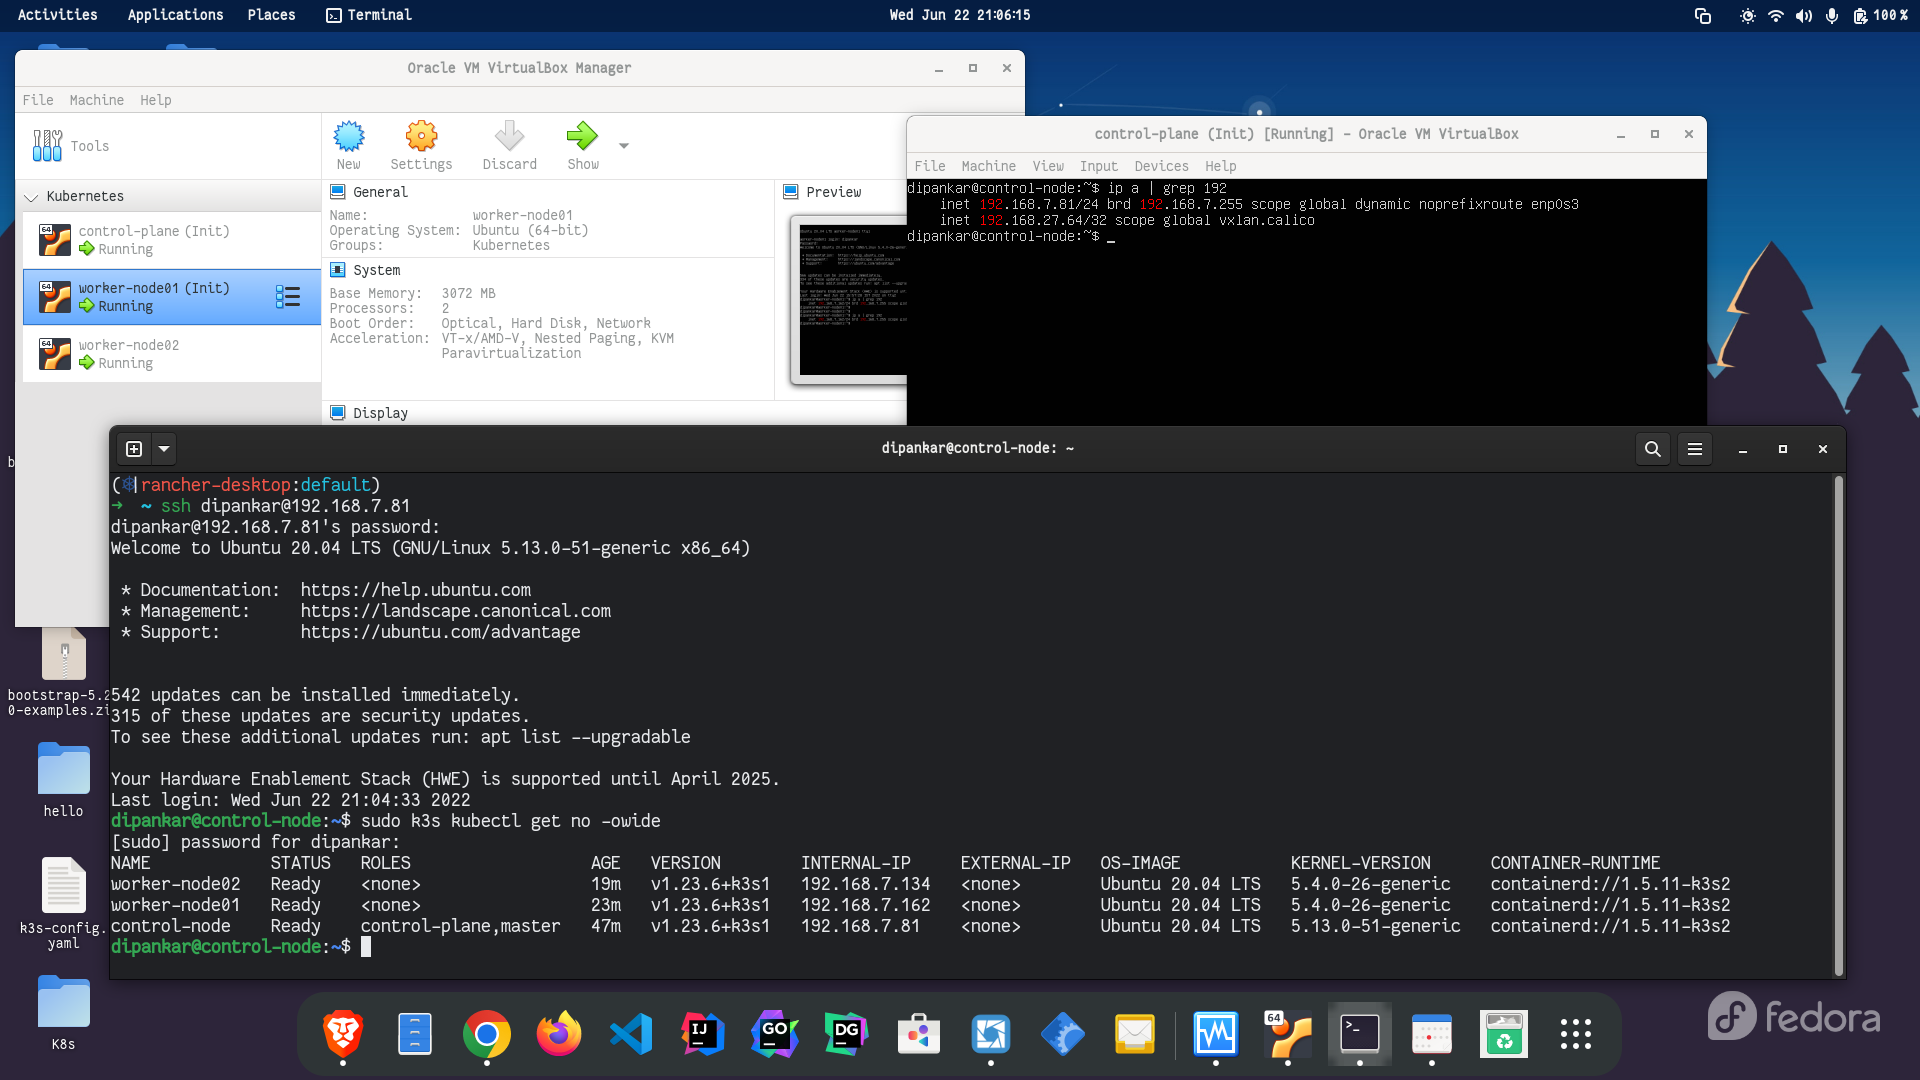 Activities Applications Places Terminal Wed Jun 22 21:06:15 100 %
Oracle VM VirtualBox Manager
File Machine Help
Tools
New Settings Discard Show
Kubernetes
control-plane (Init)
Running
worker-node01 (Init)
Running
worker-node02
Running
General
Name: worker-node01
Operating System: Ubuntu (64-bit)
Groups: Kubernetes
System
Base Memory: 3072 MB
Processors: 2
Boot Order: Optical, Hard Disk, Network
Acceleration: VT-x/AMD-V, Nested Paging, KVM
Paravirtualization
Display
Preview
control-plane (Init) [Running] - Oracle VM VirtualBox
File Machine View Input Devices Help
dipankar@control-node:~$ ip a | grep 192
inet 192.168.7.81/24 brd 192.168.7.255 scope global dynamic noprefixroute enp0s3
inet 192.168.27.64/32 scope global vxlan.calico
dipankar@control-node:~$ _
dipankar@control-node: ~
(⎈|rancher-desktop:default)
→ ~ ssh dipankar@192.168.7.81
dipankar@192.168.7.81's password:
Welcome to Ubuntu 20.04 LTS (GNU/Linux 5.13.0-51-generic x86_64)
* Documentation: https://help.ubuntu.com
* Management: https://landscape.canonical.com
* Support: https://ubuntu.com/advantage
542 updates can be installed immediately.
315 of these updates are security updates.
To see these additional updates run: apt list --upgradable
Your Hardware Enablement Stack (HWE) is supported until April 2025.
Last login: Wed Jun 22 21:04:33 2022
dipankar@control-node:~$ sudo k3s kubectl get no -owide
[sudo] password for dipankar:
NAME STATUS ROLES AGE VERSION INTERNAL-IP EXTERNAL-IP OS-IMAGE KERNEL-VERSION CONTAINER-RUNTIME
worker-node02 Ready <none> 19m v1.23.6+k3s1 192.168.7.134 <none> Ubuntu 20.04 LTS 5.4.0-26-generic containerd://1.5.11-k3s2
worker-node01 Ready <none> 23m v1.23.6+k3s1 192.168.7.162 <none> Ubuntu 20.04 LTS 5.4.0-26-generic containerd://1.5.11-k3s2
control-node Ready control-plane,master 47m v1.23.6+k3s1 192.168.7.81 <none> Ubuntu 20.04 LTS 5.13.0-51-generic containerd://1.5.11-k3s2
dipankar@control-node:~$
b
bootstrap-5.2
0-examples.zi
hello
k3s-config.
yaml
K8s
IJ GO DG 64
fedora